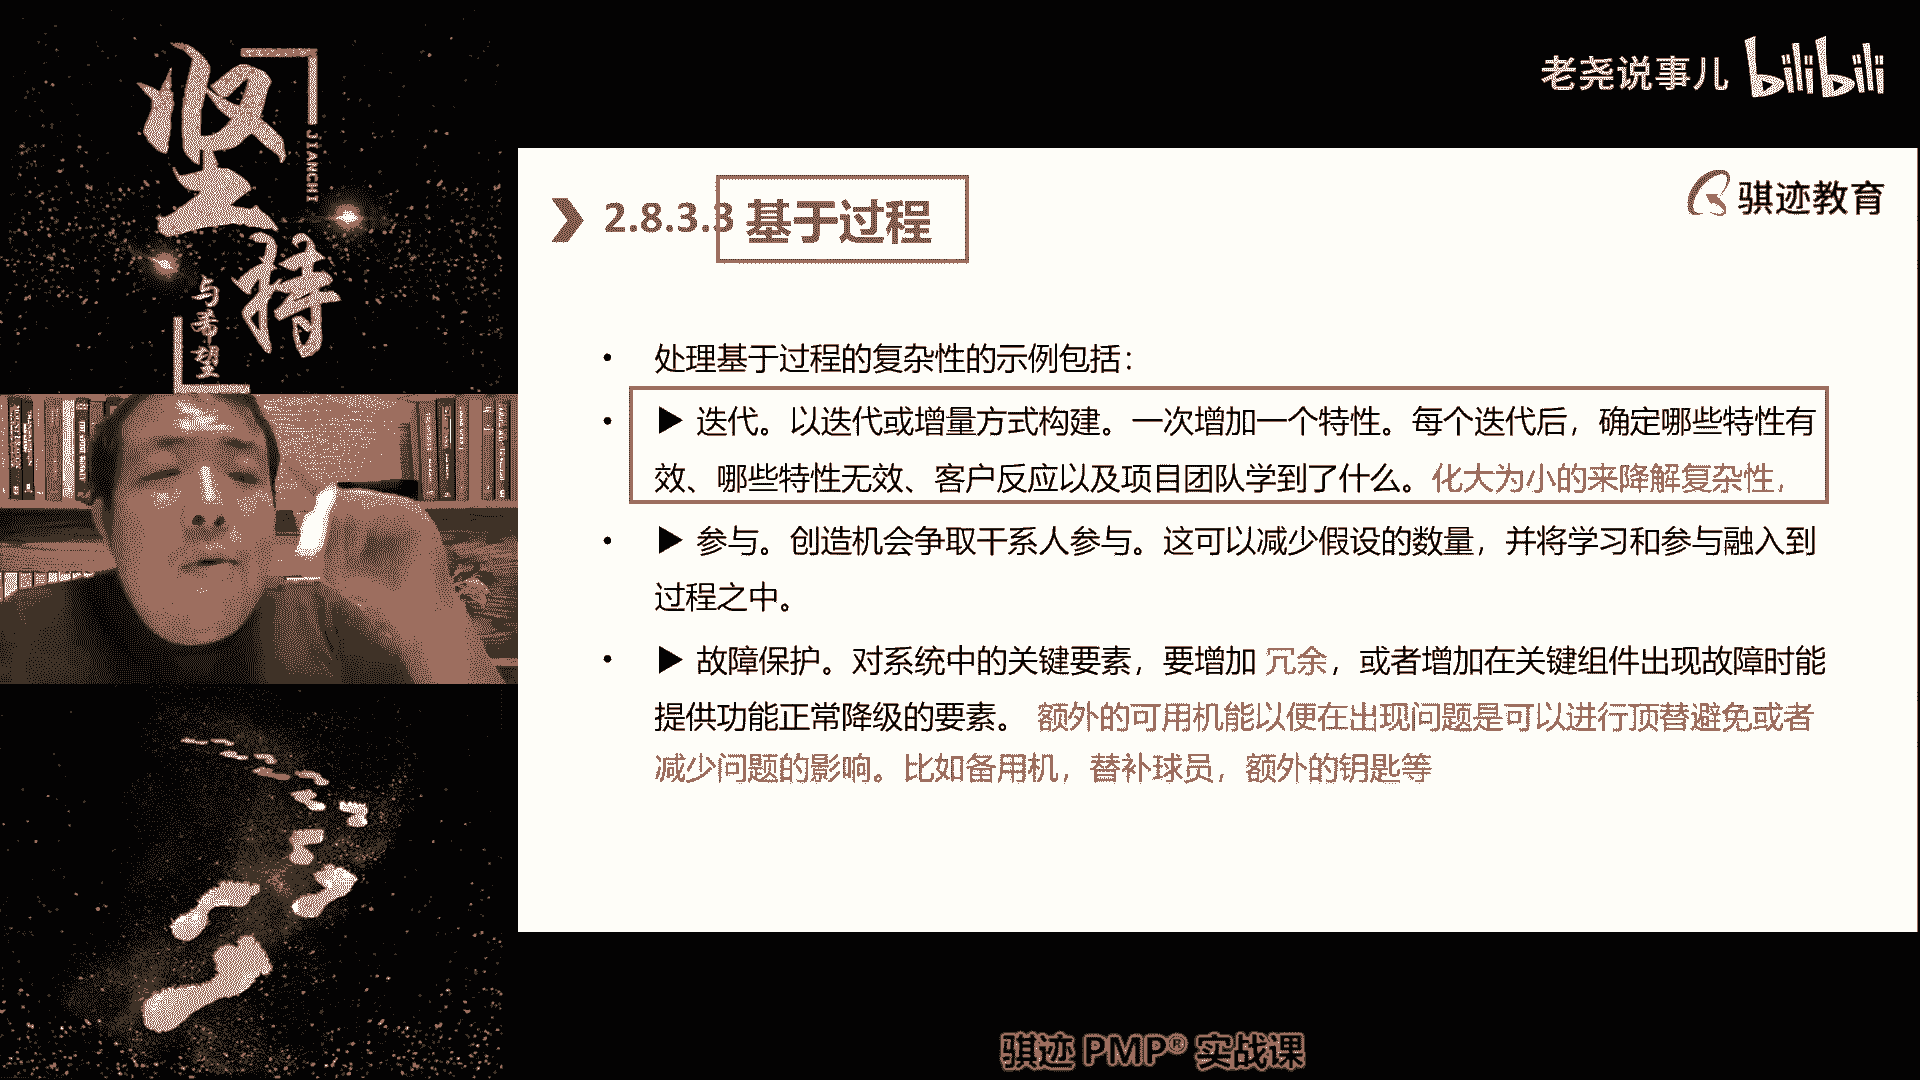 坚持
JIANCHI
与希望
老尧说事儿 bilibili
骐迹教育
2.8.3.3 基于过程
• 处理基于过程的复杂性的示例包括：
• ▶ 迭代。以迭代或增量方式构建。一次增加一个特性。每个迭代后，确定哪些特性有
效、哪些特性无效、客户反应以及项目团队学到了什么。化大为小的来降解复杂性，
• ▶ 参与。创造机会争取干系人参与。这可以减少假设的数量，并将学习和参与融入到
过程之中。
• ▶ 故障保护。对系统中的关键要素，要增加 冗余，或者增加在关键组件出现故障时能
提供功能正常降级的要素。 额外的可用机能以便在出现问题是可以进行顶替避免或者
减少问题的影响。比如备用机，替补球员，额外的钥匙等
骐迹 PMP® 实战课